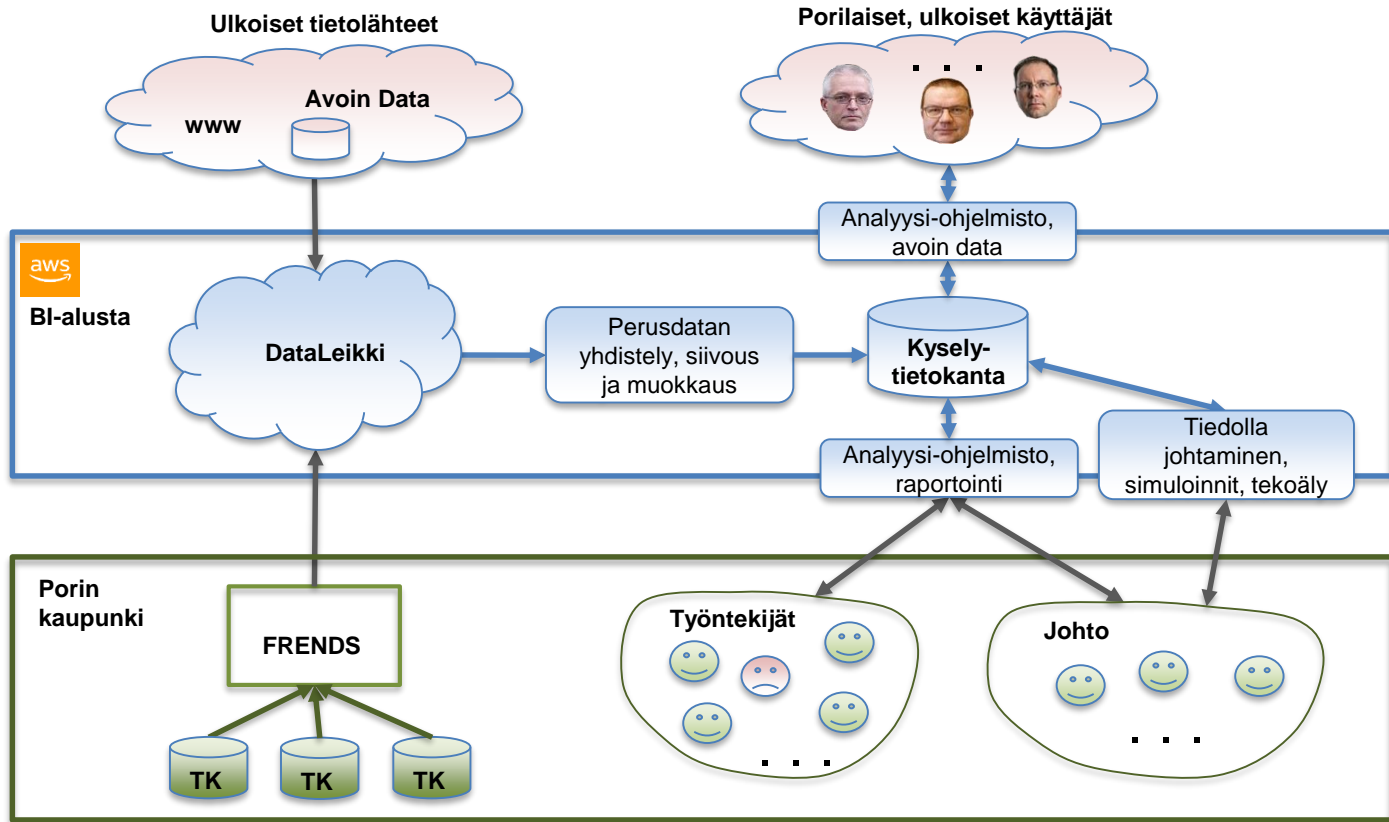 Ulkoiset tietolähteet
Porilaiset, ulkoiset käyttäjät
Avoin Data
www
. . .
Analyysi-ohjelmisto,
avoin data
aws
BI-alusta
DataLeikki
Perusdatan
yhdistely, siivous
ja muokkaus
Kysely-
tietokanta
Analyysi-ohjelmisto,
raportointi
Tiedolla
johtaminen,
simuloinnit, tekoäly
Porin
kaupunki
FRENDS
TK
TK
TK
Työntekijät
. . .
Johto
. . .